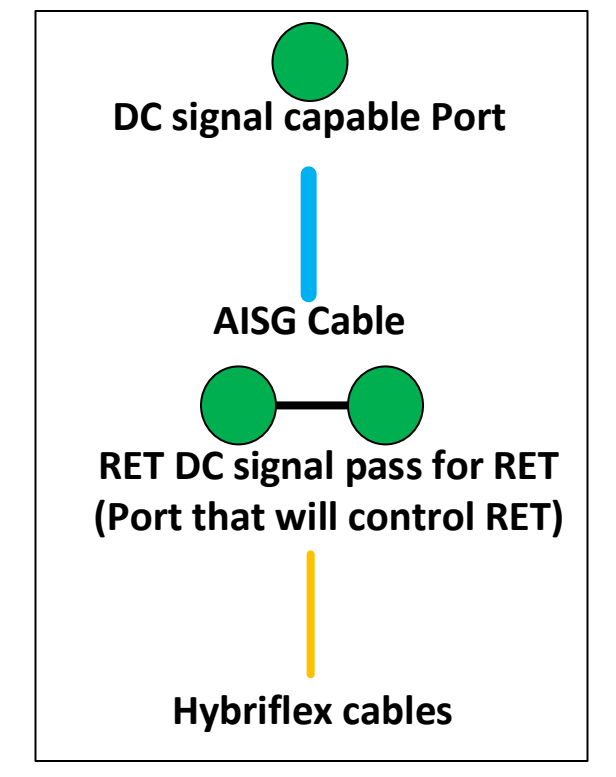 DC signal capable Port
AISG Cable
RET DC signal pass for RET
(Port that will control RET)
Hybriflex cables